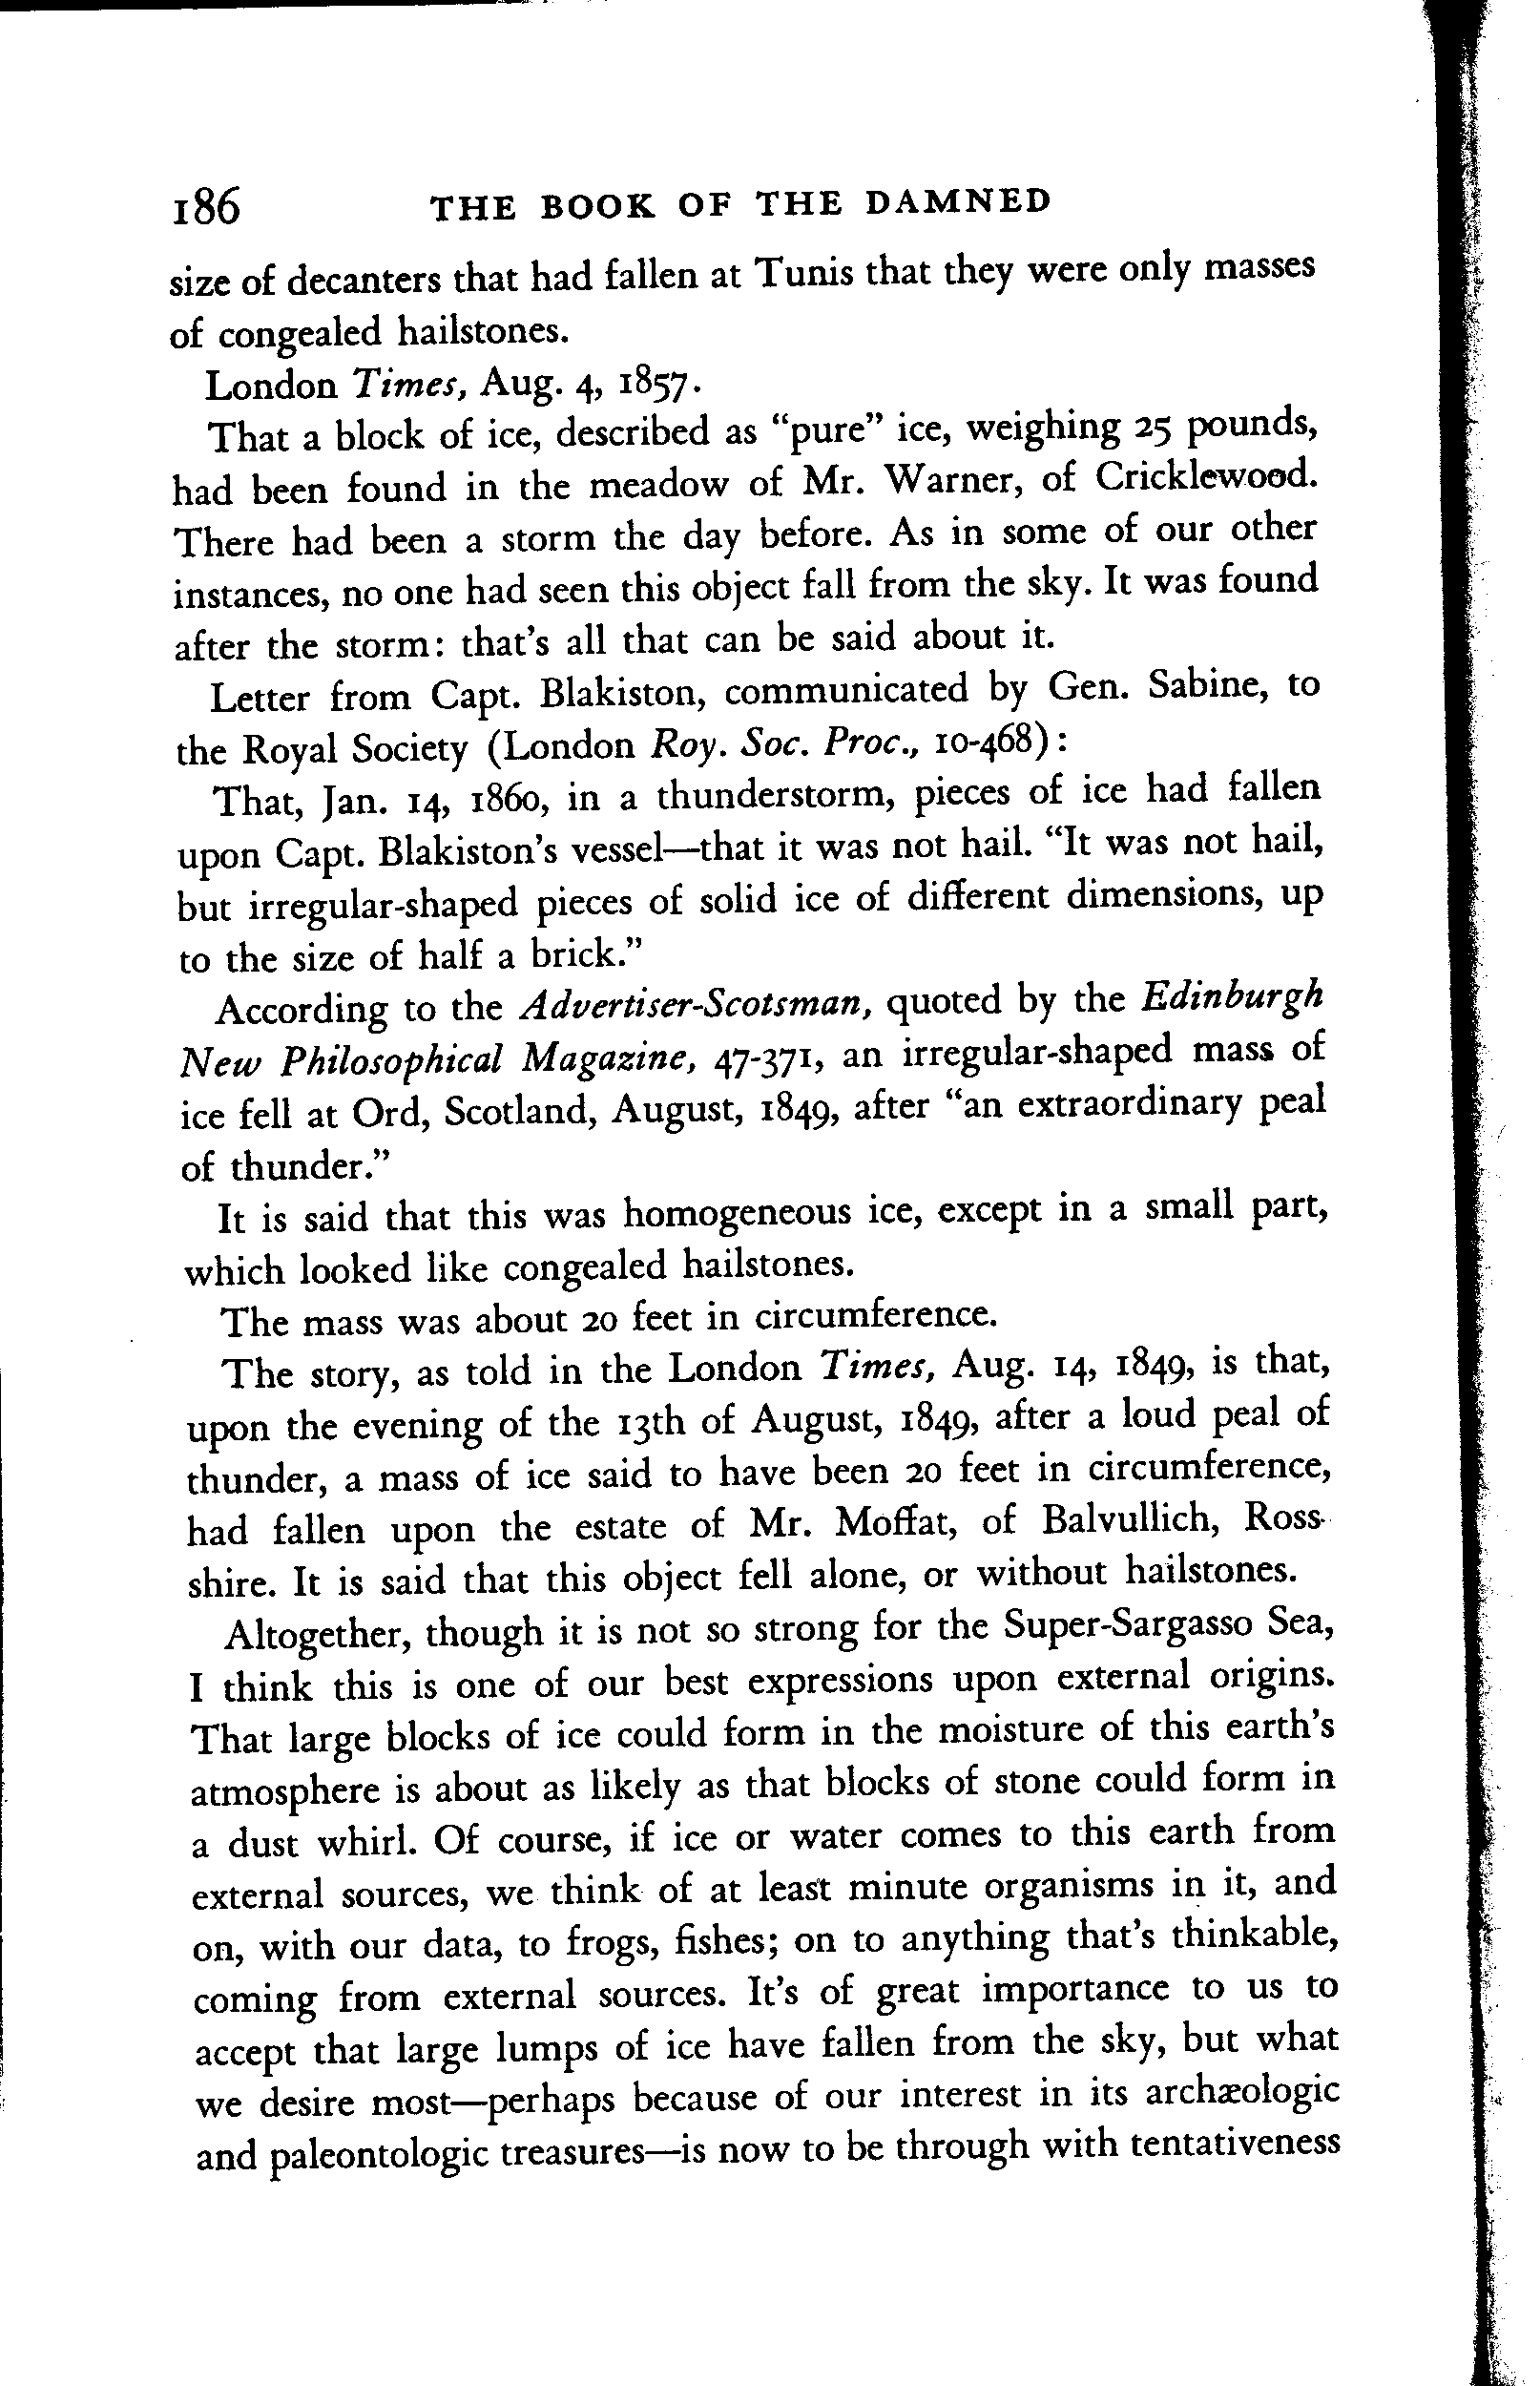 186 THE BOOK OF THE DAMNED
size of decanters that had fallen at Tunis that they were only masses
of congealed hailstones.
London Times, Aug. 4, 1857.
That a block of ice, described as “pure” ice, weighing 25 pounds,
had been found in the meadow of Mr. Warner, of Cricklewood.
There had been a storm the day before. As in some of our other
instances, no one had seen this object fall from the sky. It was found
after the storm: that's all that can be said about it.
Letter from Capt. Blakiston, communicated by Gen. Sabine, to
the Royal Society (London Roy. Soc. Proc., 10-468):
That, Jan. 14, 1860, in a thunderstorm, pieces of ice had fallen
upon Capt. Blakiston's vessel—that it was not hail. “It was not hail,
but irregular-shaped pieces of solid ice of different dimensions, up
to the size of half a brick.”
According to the Advertiser-Scotsman, quoted by the Edinburgh
New Philosophical Magazine, 47-371, an irregular-shaped mass of
ice fell at Ord, Scotland, August, 1849, after “an extraordinary peal
of thunder.”
It is said that this was homogeneous ice, except in a small part,
which looked like congealed hailstones.
The mass was about 20 feet in circumference.
The story, as told in the London Times, Aug. 14, 1849, is that,
upon the evening of the 13th of August, 1849, after a loud peal of
thunder, a mass of ice said to have been 20 feet in circumference,
had fallen upon the estate of Mr. Moffat, of Balvullich, Ross-
shire. It is said that this object fell alone, or without hailstones.
Altogether, though it is not so strong for the Super-Sargasso Sea,
I think this is one of our best expressions upon external origins.
That large blocks of ice could form in the moisture of this earth's
atmosphere is about as likely as that blocks of stone could form in
a dust whirl. Of course, if ice or water comes to this earth from
external sources, we think of at least minute organisms in it, and
on, with our data, to frogs, fishes; on to anything that's thinkable,
coming from external sources. It's of great importance to us to
accept that large lumps of ice have fallen from the sky, but what
we desire most—perhaps because of our interest in its archæologic
and paleontologic treasures—is now to be through with tentativeness